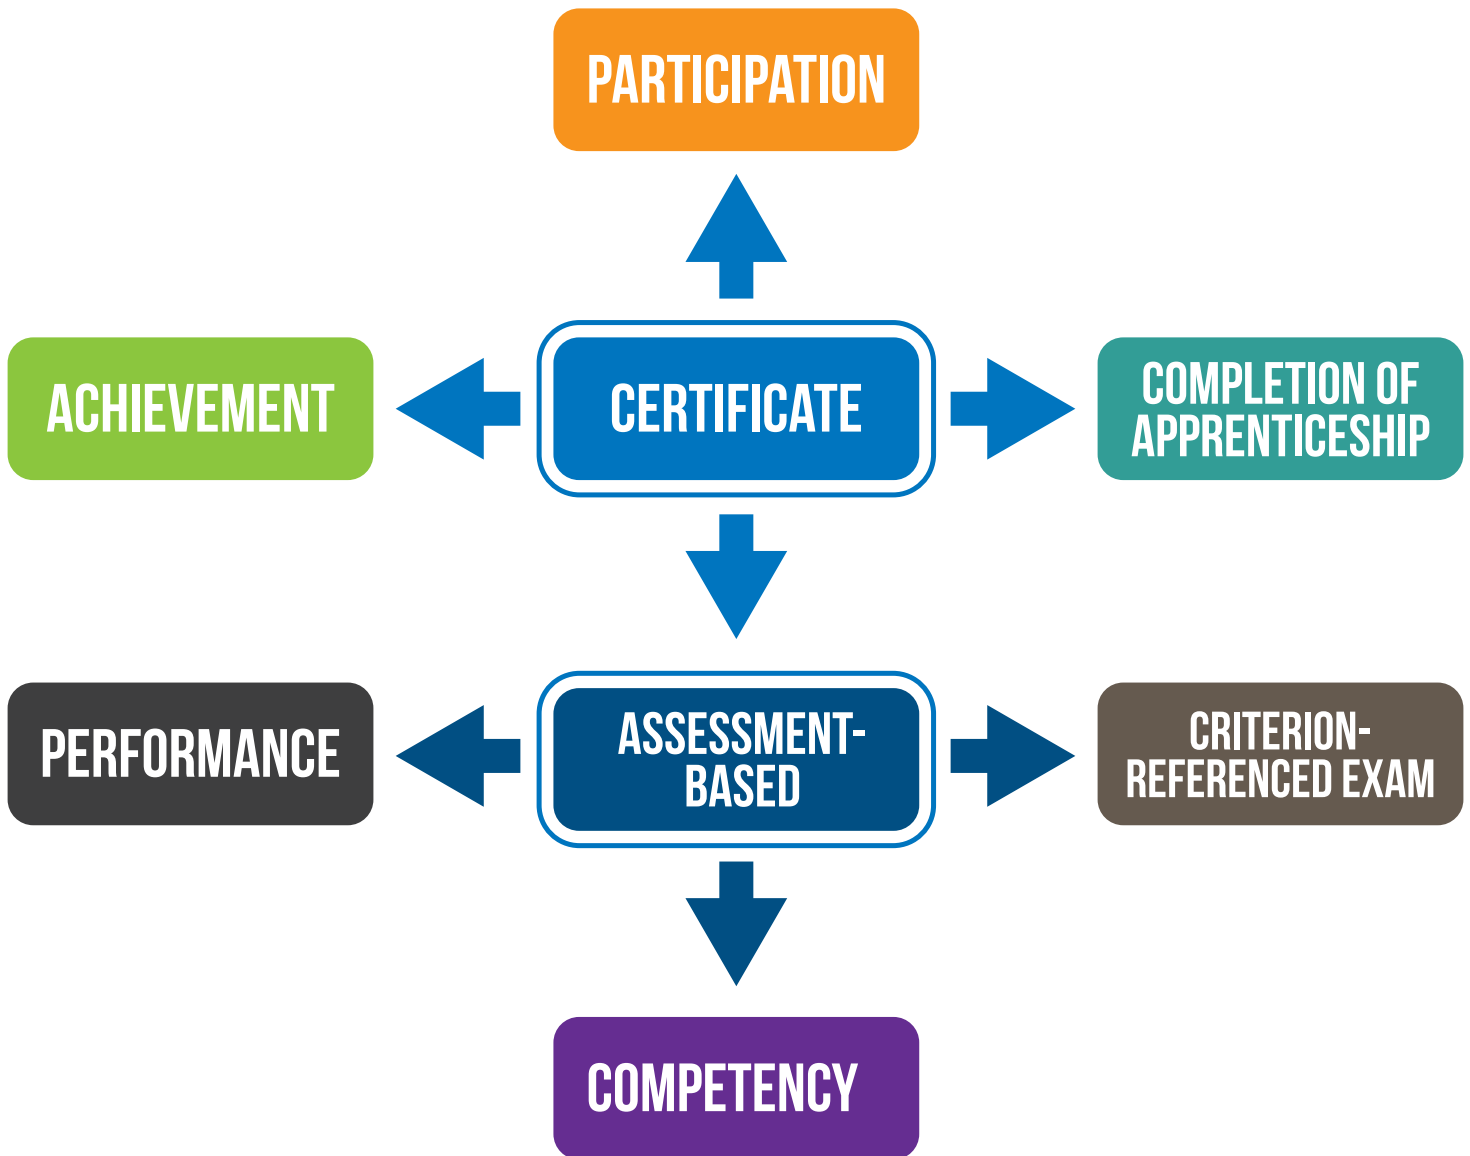 PARTICIPATION
ACHIEVEMENT
CERTIFICATE
COMPLETION OF
APPRENTICESHIP
PERFORMANCE
ASSESSMENT-
BASED
CRITERION-
REFERENCED EXAM
COMPETENCY